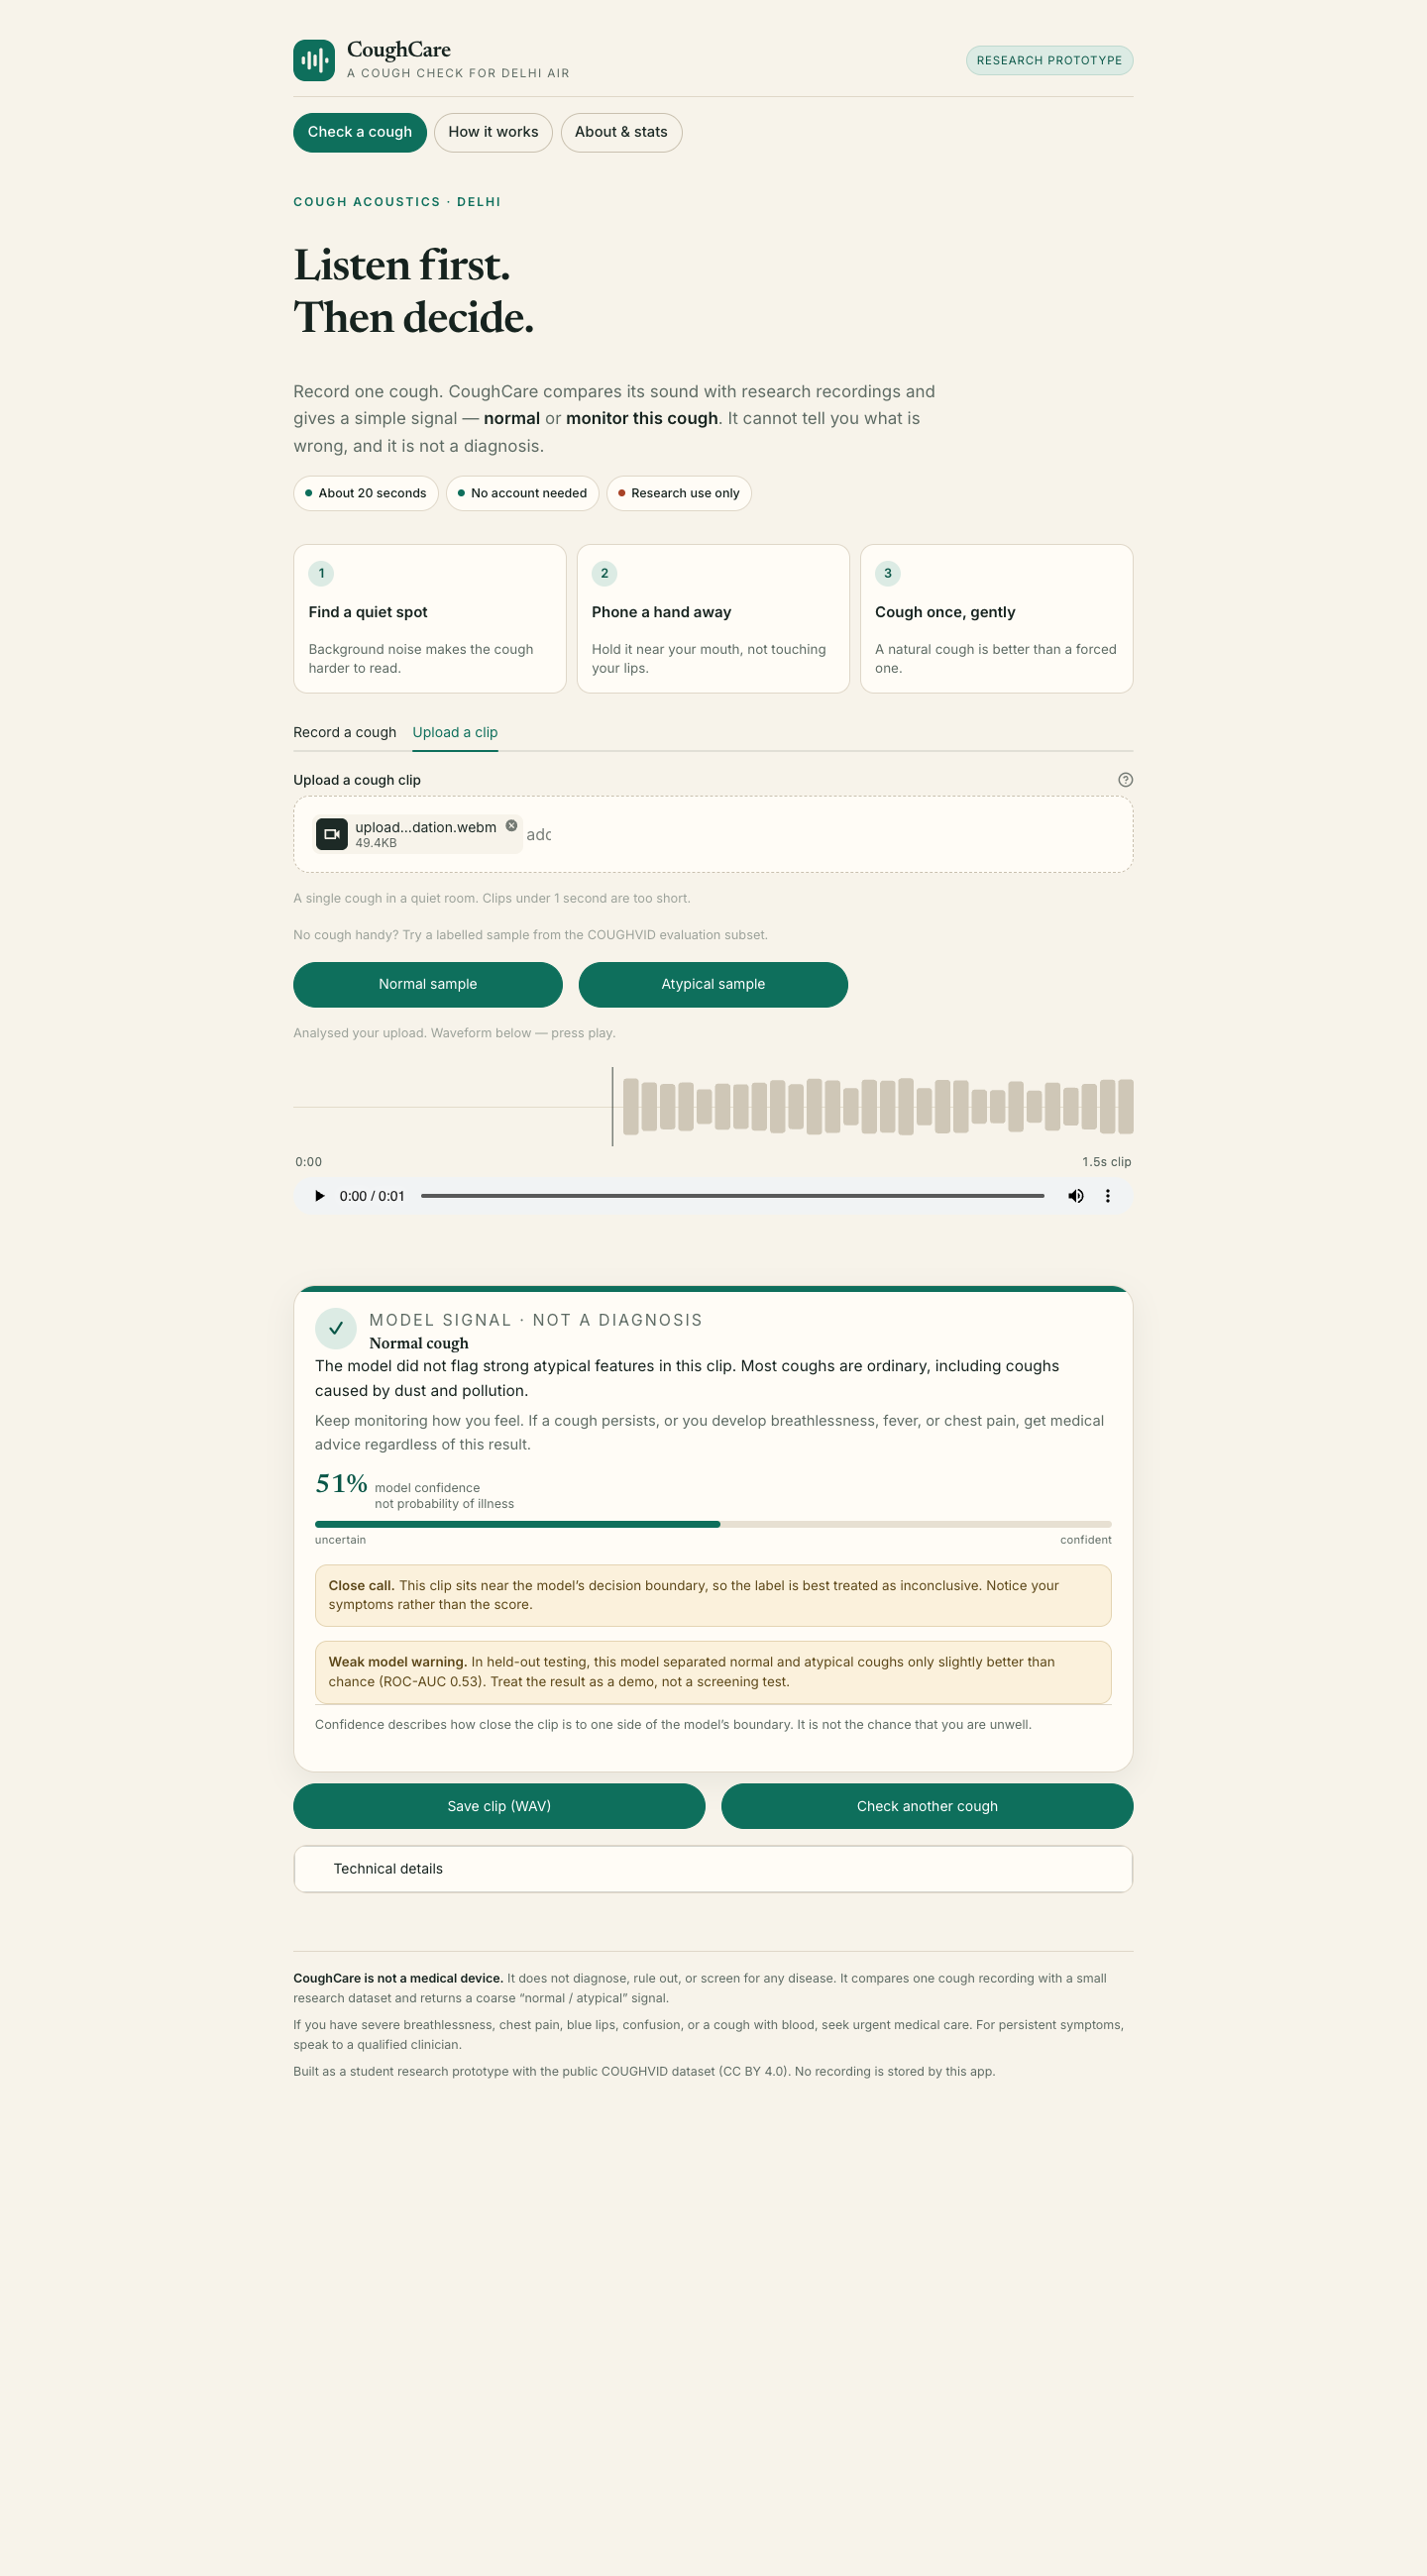 CoughCare
A COUGH CHECK FOR DELHI AIR
RESEARCH PROTOTYPE
Check a cough
How it works
About & stats
COUGH ACOUSTICS · DELHI
Listen first.
Then decide.
Record one cough. CoughCare compares its sound with research recordings and
gives a simple signal — normal or monitor this cough. It cannot tell you what is
wrong, and it is not a diagnosis.
About 20 seconds
No account needed
Research use only
1
Find a quiet spot
Background noise makes the cough
harder to read.
2
Phone a hand away
Hold it near your mouth, not touching
your lips.
3
Cough once, gently
A natural cough is better than a forced
one.
Record a cough
Upload a clip
Upload a cough clip
upload...dation.webm
49.4KB
A single cough in a quiet room. Clips under 1 second are too short.
No cough handy? Try a labelled sample from the COUGHVID evaluation subset.
Normal sample
Atypical sample
Analysed your upload. Waveform below — press play.
0:00
1.5s clip
0:00 / 0:01
MODEL SIGNAL · NOT A DIAGNOSIS
Normal cough
The model did not flag strong atypical features in this clip. Most coughs are ordinary, including coughs
caused by dust and pollution.
Keep monitoring how you feel. If a cough persists, or you develop breathlessness, fever, or chest pain, get medical
advice regardless of this result.
51%
model confidence
not probability of illness
uncertain
confident
Close call. This clip sits near the model’s decision boundary, so the label is best treated as inconclusive. Notice your
symptoms rather than the score.
Weak model warning. In held-out testing, this model separated normal and atypical coughs only slightly better than
chance (ROC-AUC 0.53). Treat the result as a demo, not a screening test.
Confidence describes how close the clip is to one side of the model’s boundary. It is not the chance that you are unwell.
Save clip (WAV)
Check another cough
Technical details
CoughCare is not a medical device. It does not diagnose, rule out, or screen for any disease. It compares one cough recording with a small
research dataset and returns a coarse “normal / atypical” signal.
If you have severe breathlessness, chest pain, blue lips, confusion, or a cough with blood, seek urgent medical care. For persistent symptoms,
speak to a qualified clinician.
Built as a student research prototype with the public COUGHVID dataset (CC BY 4.0). No recording is stored by this app.